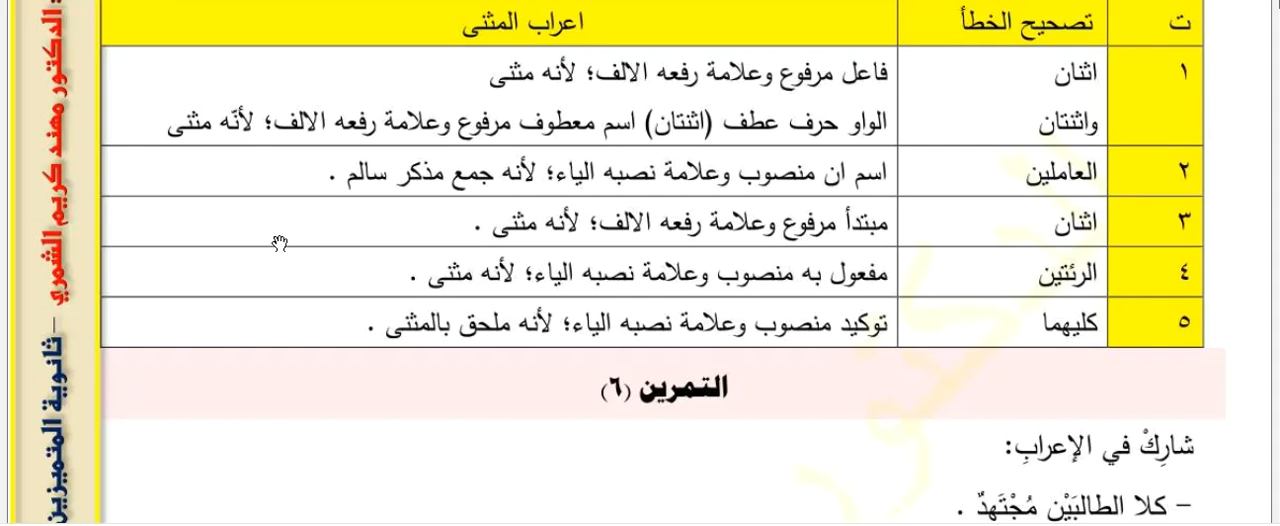 ت تصحيح الخطأ اعراب المثنى
١ اثنان فاعل مرفوع وعلامة رفعه الالف؛ لأنه مثنى
واثنتان الواو حرف عطف (اثنتان) اسم معطوف مرفوع وعلامة رفعه الالف؛ لأنّه مثنى
٢ العاملين اسم ان منصوب وعلامة نصبه الياء؛ لأنه جمع مذكر سالم .
٣ اثنان مبتدأ مرفوع وعلامة رفعه الالف؛ لأنه مثنى .
٤ الرئتين مفعول به منصوب وعلامة نصبه الياء؛ لأنه مثنى .
٥ كليهما توكيد منصوب وعلامة نصبه الياء؛ لأنه ملحق بالمثنى .
التمرين (٦)
شارِكْ في الإعرابِ:
– كلا الطالبَيْن مُجْتَهِدٌ .
الدكتور مهند كريم الشمري – ثانوية المتميزين